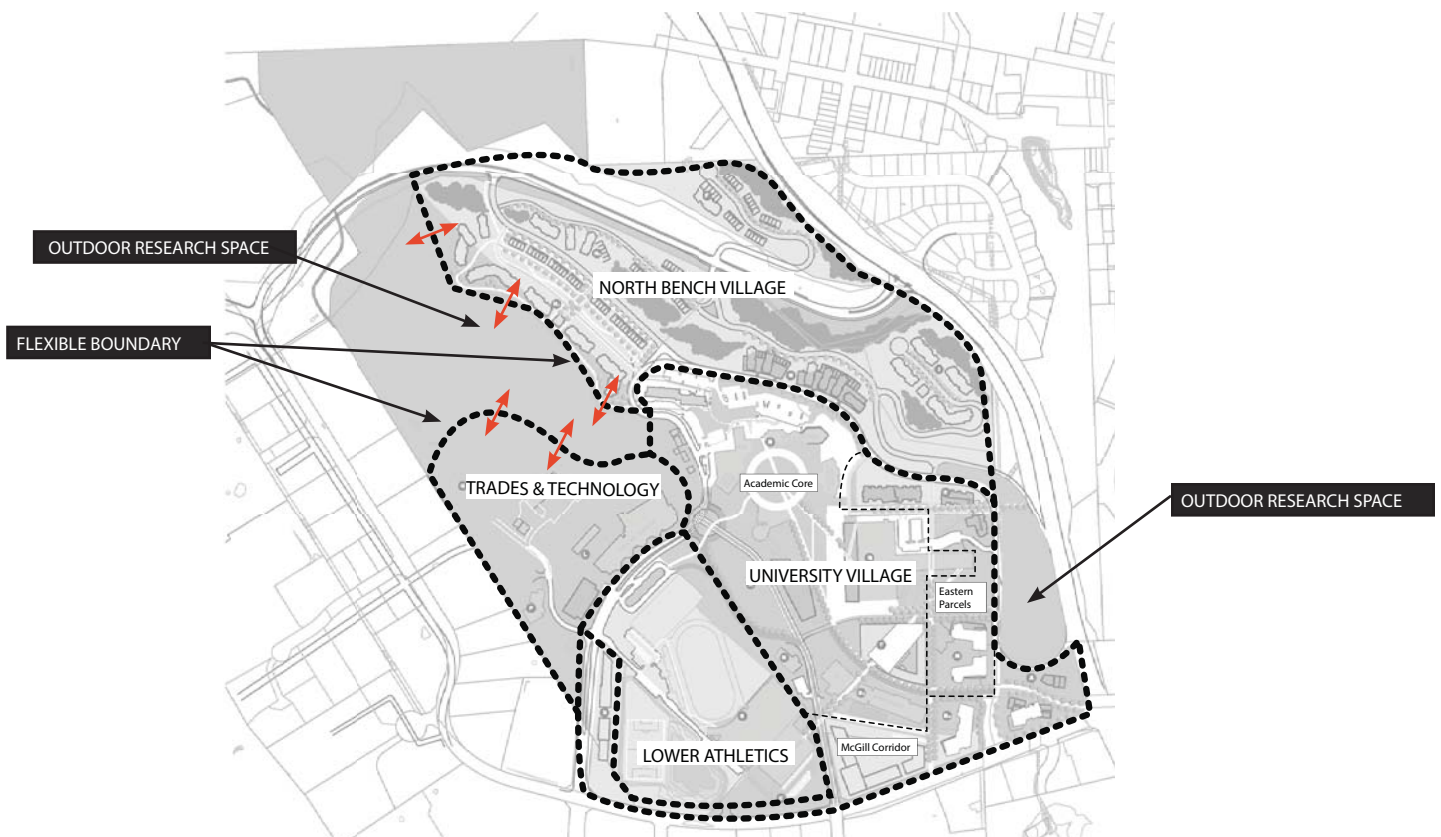 OUTDOOR RESEARCH SPACE
NORTH BENCH VILLAGE
FLEXIBLE BOUNDARY
Academic Core
TRADES & TECHNOLOGY
OUTDOOR RESEARCH SPACE
UNIVERSITY VILLAGE
Eastern
Parcels
LOWER ATHLETICS
McGill Corridor